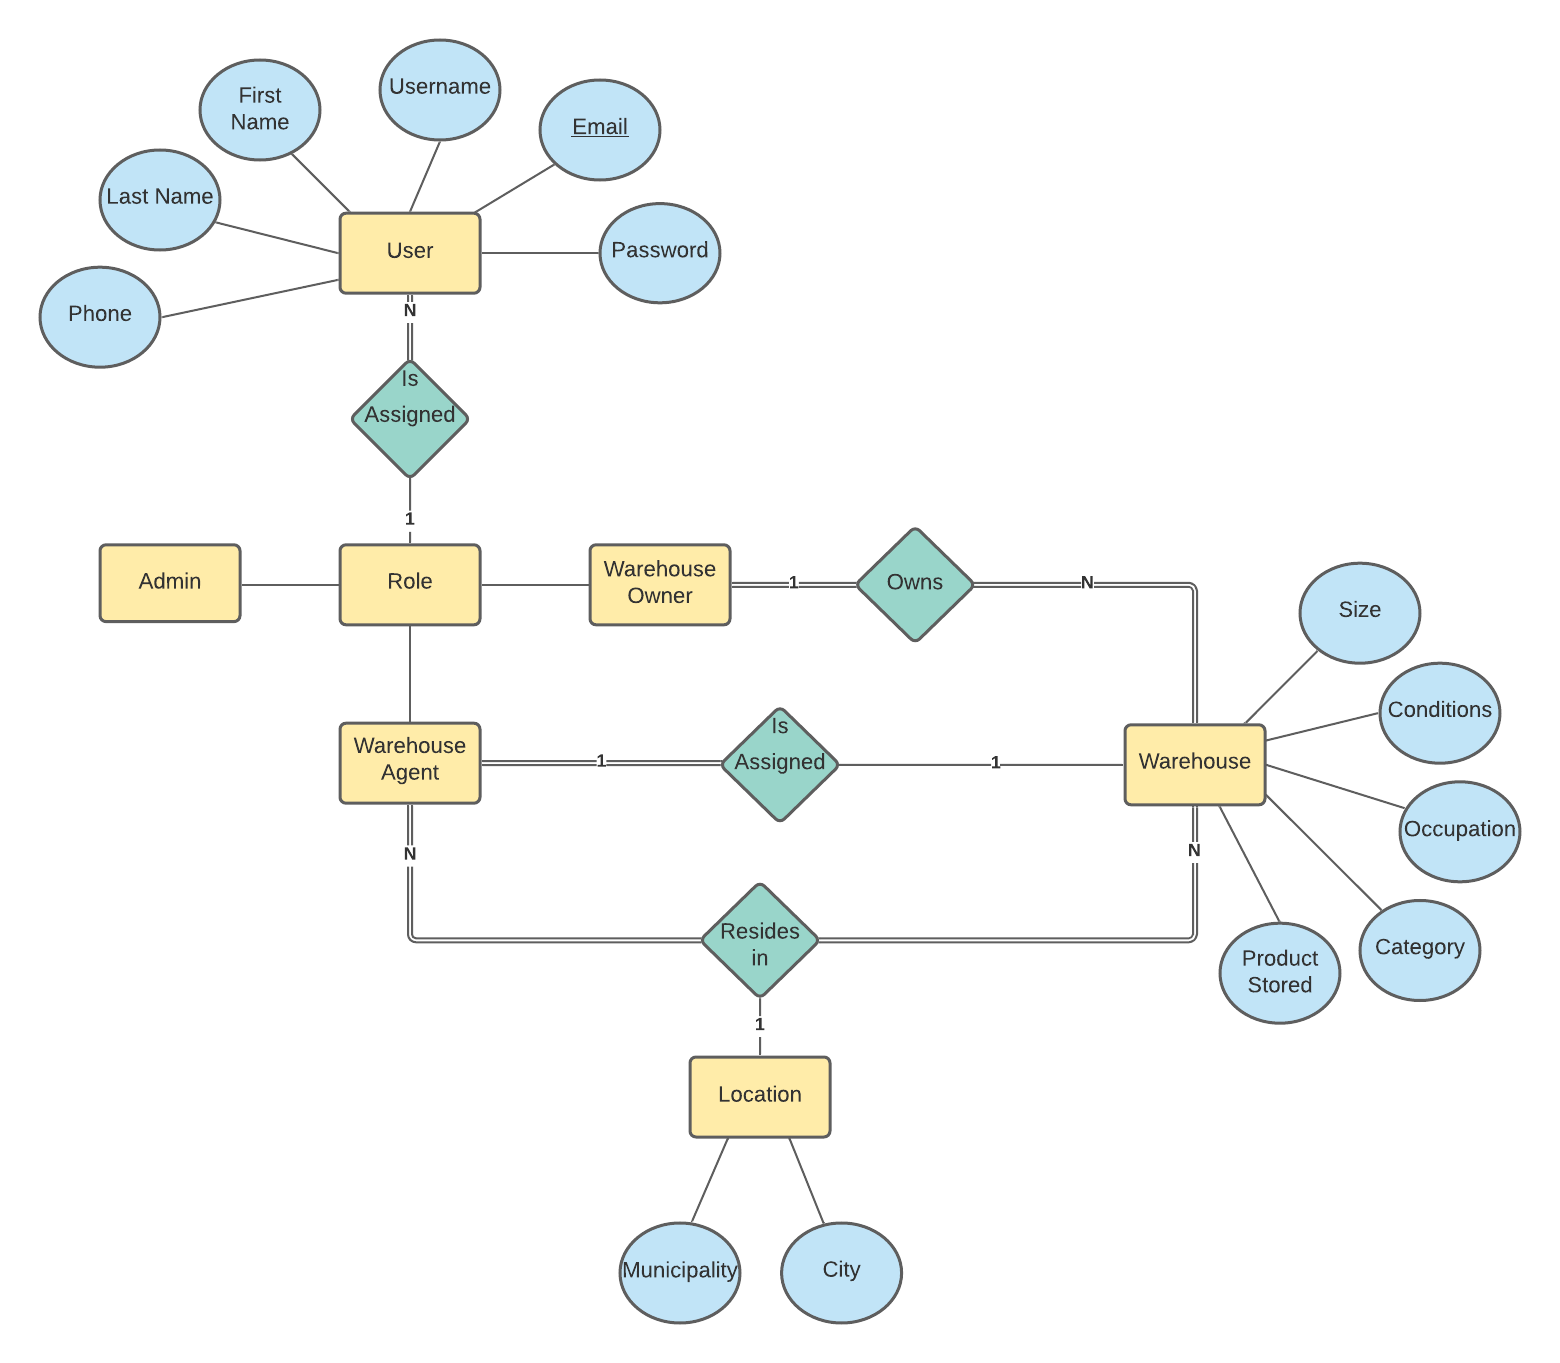 Username
First
Name
Email
Last Name
User
Password
Phone
N
Is
Assigned
1
Admin
Role
Warehouse
Owner
1
Owns
N
Size
Conditions
Warehouse
Agent
1
Is
Assigned
1
Warehouse
Occupation
N
N
Resides
in
Category
Product
Stored
1
Location
Municipality
City